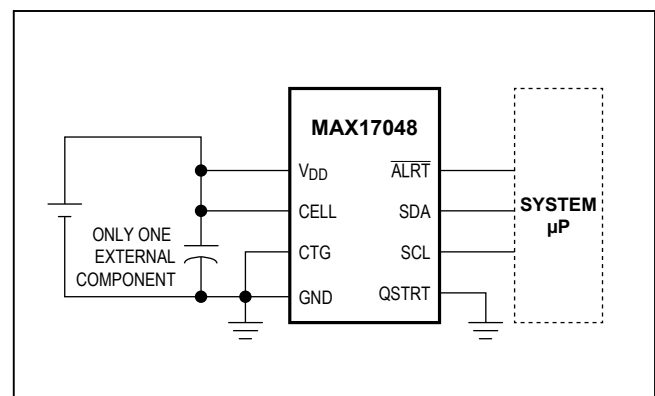 MAX17048
VDD
CELL
CTG
GND
ALRT
SDA
SCL
QSTRT
ONLY ONE
EXTERNAL
COMPONENT
SYSTEM
µP